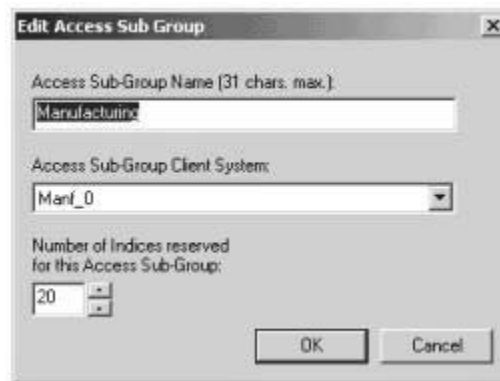 Edit Access Sub Group
Access Sub-Group Name (31 chars. max.):
Manufacturing
Access Sub-Group Client System:
Manf_0
Number of Indices reserved
for this Access Sub-Group:
20
OK Cancel